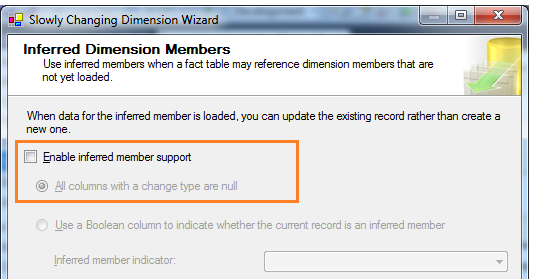 Slowly Changing Dimension Wizard
Inferred Dimension Members
Use inferred members when a fact table may reference dimension members that are
not yet loaded.
When data for the inferred member is loaded, you can update the existing record rather than create a
new one.
Enable inferred member support
All columns with a change type are null
Use a Boolean column to indicate whether the current record is an inferred member
Inferred member indicator: